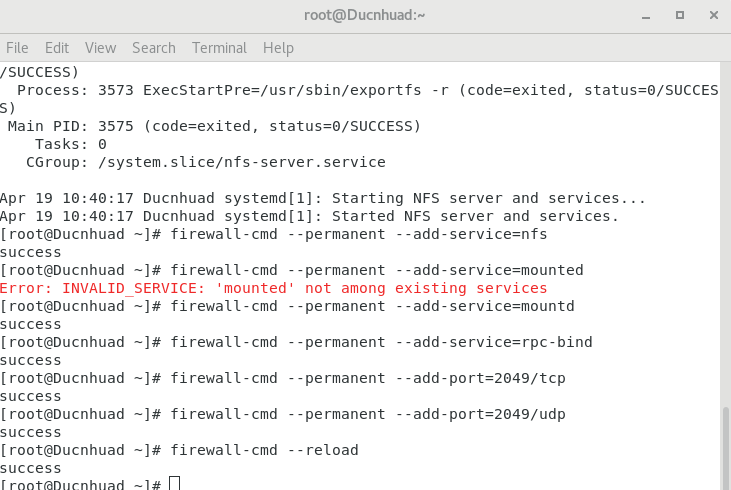 root@Ducnhuad:~
File Edit View Search Terminal Help
/SUCCESS)
  Process: 3573 ExecStartPre=/usr/sbin/exportfs -r (code=exited, status=0/SUCCES
S)
 Main PID: 3575 (code=exited, status=0/SUCCESS)
    Tasks: 0
   CGroup: /system.slice/nfs-server.service

Apr 19 10:40:17 Ducnhuad systemd[1]: Starting NFS server and services...
Apr 19 10:40:17 Ducnhuad systemd[1]: Started NFS server and services.
[root@Ducnhuad ~]# firewall-cmd --permanent --add-service=nfs
success
[root@Ducnhuad ~]# firewall-cmd --permanent --add-service=mounted
Error: INVALID_SERVICE: 'mounted' not among existing services
[root@Ducnhuad ~]# firewall-cmd --permanent --add-service=mountd
success
[root@Ducnhuad ~]# firewall-cmd --permanent --add-service=rpc-bind
success
[root@Ducnhuad ~]# firewall-cmd --permanent --add-port=2049/tcp
success
[root@Ducnhuad ~]# firewall-cmd --permanent --add-port=2049/udp
success
[root@Ducnhuad ~]# firewall-cmd --reload
success
[root@Ducnhuad ~]#